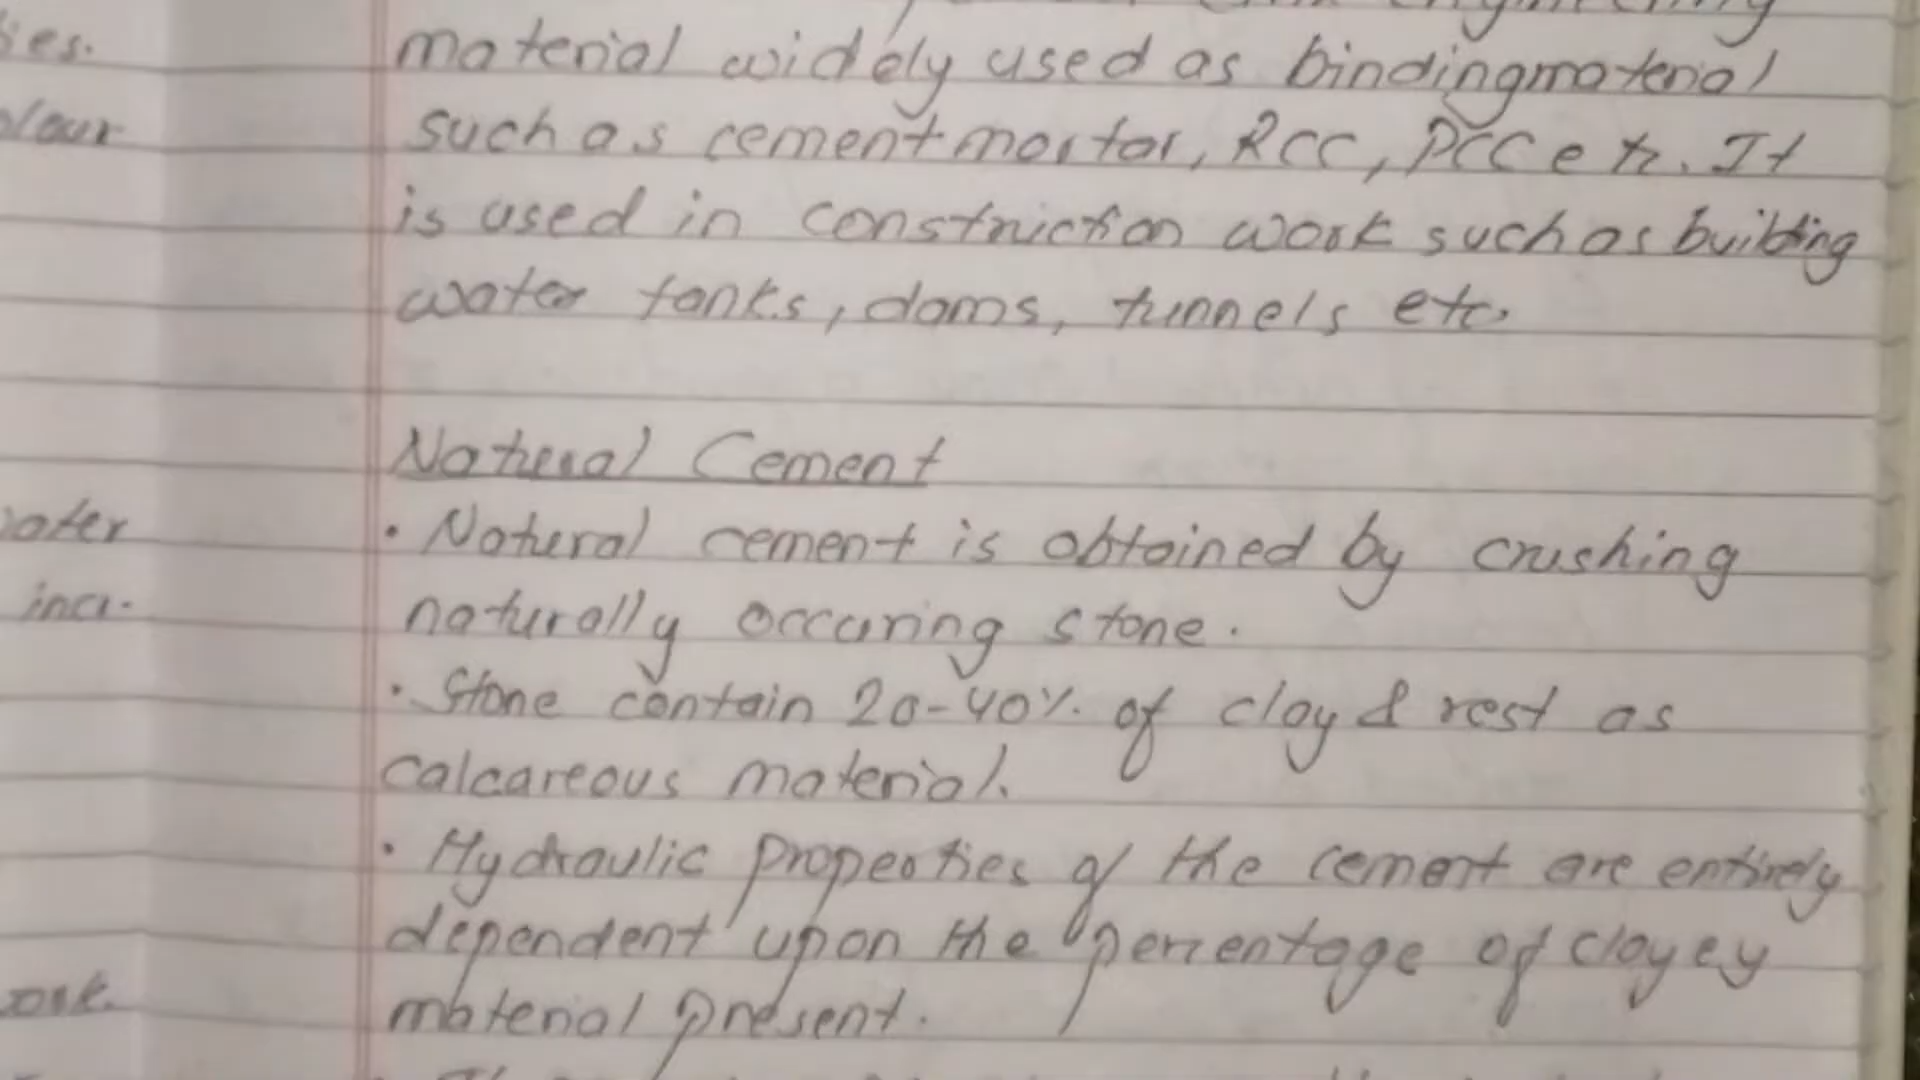 engineering
material widely used as bindingmaterial
such as cement mortar, RCC, PCC etc. It
is used in construction work such as building
water tanks, dams, tunnels etc.
Natural Cement
• Natural cement is obtained by crushing
naturally occuring stone.
• Stone contain 20-40% of clay & rest as
calcareous material.
• Hydraulic properties of the cement are entirely
dependent upon the percentage of clayey
material present.